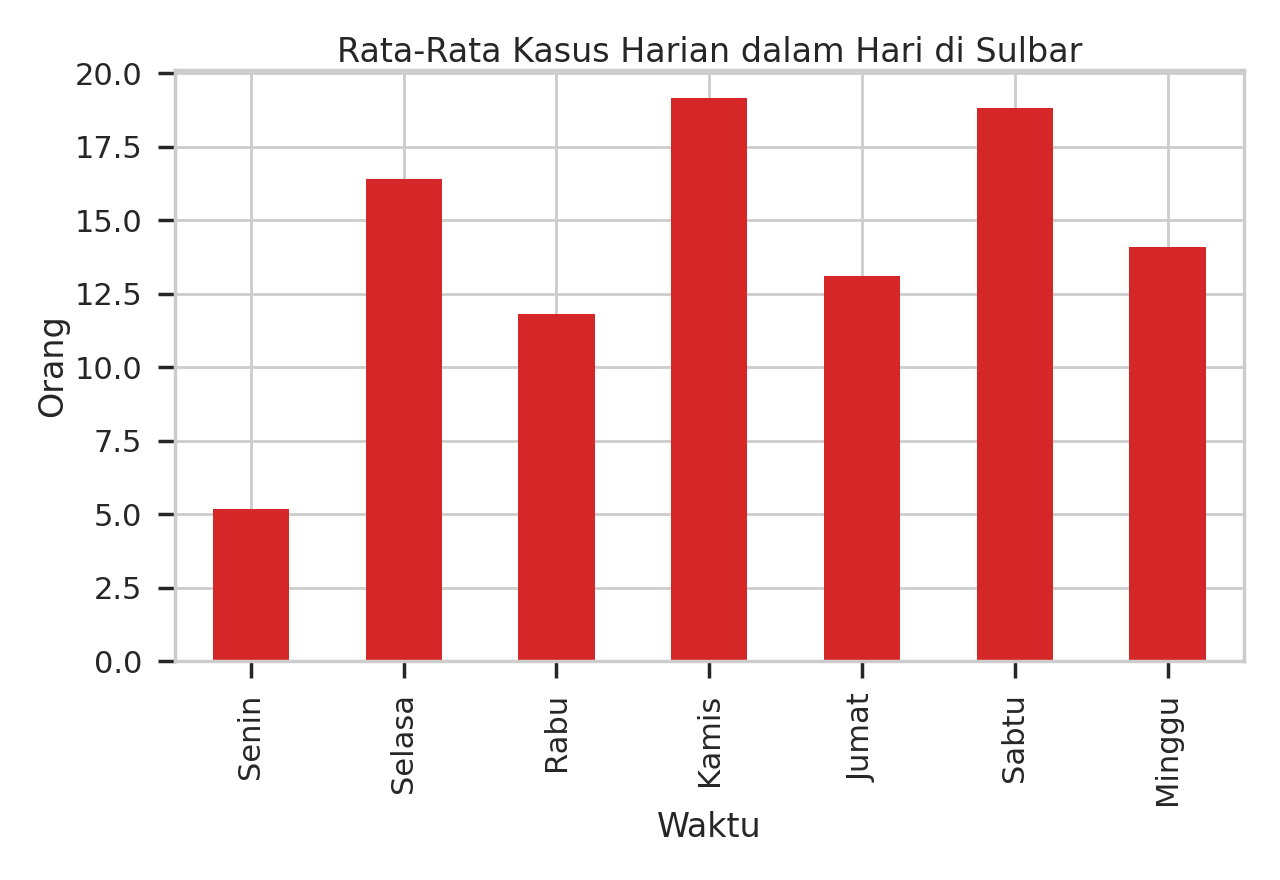 Rata-Rata Kasus Harian dalam Hari di Sulbar
Orang
20.0
17.5
15.0
12.5
10.0
7.5
5.0
2.5
0.0
Senin
Selasa
Rabu
Kamis
Jumat
Sabtu
Minggu
Waktu